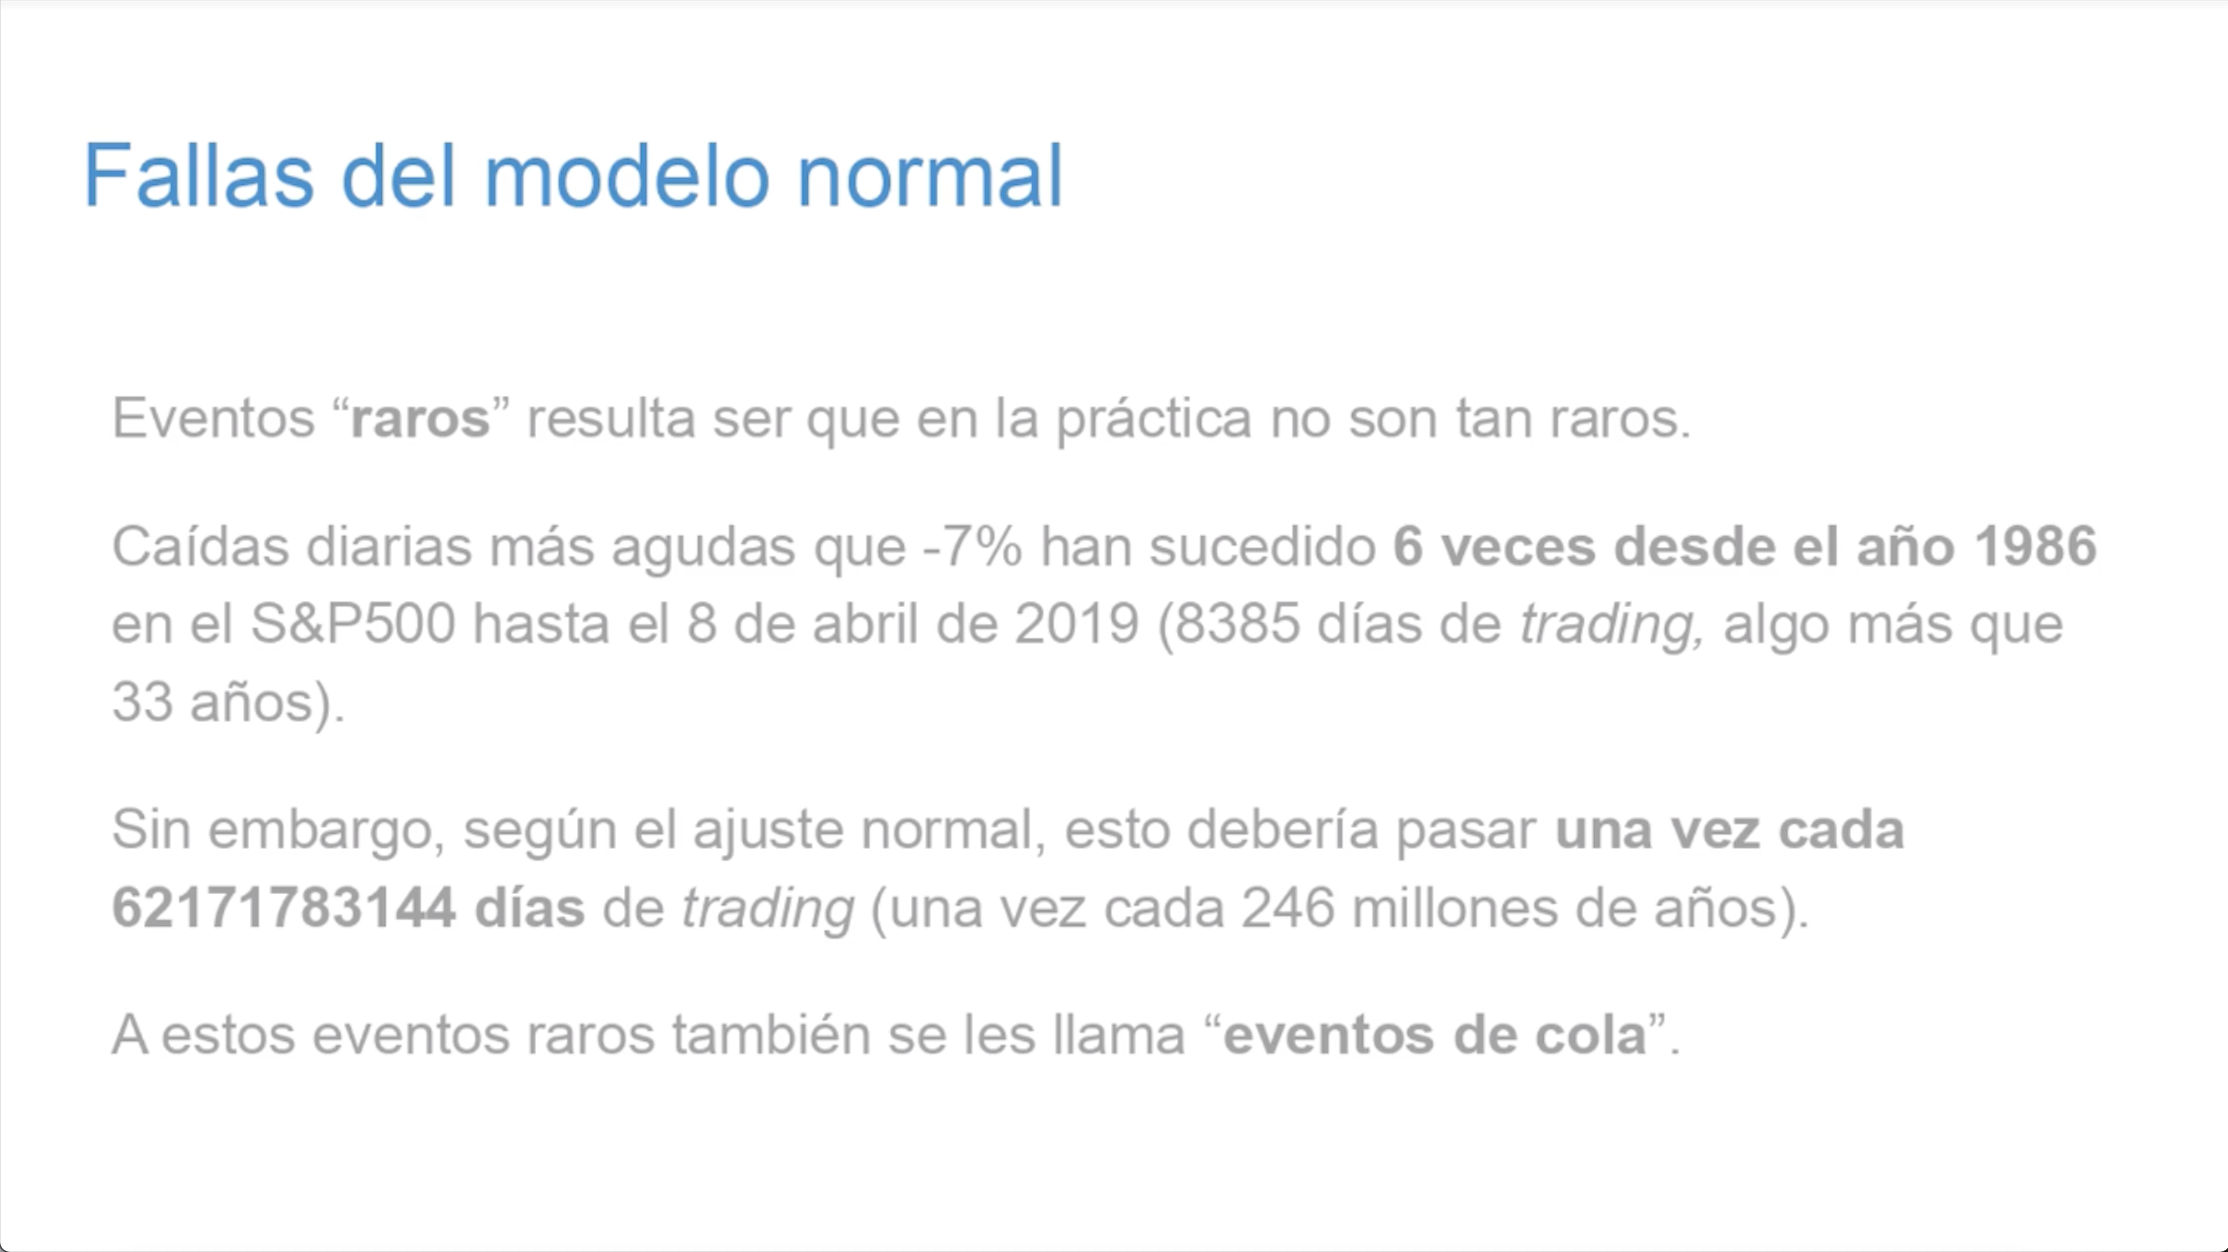 Fallas del modelo normal
Eventos “raros” resulta ser que en la práctica no son tan raros.
Caídas diarias más agudas que -7% han sucedido 6 veces desde el año 1986
en el S&P500 hasta el 8 de abril de 2019 (8385 días de trading, algo más que
33 años).
Sin embargo, según el ajuste normal, esto debería pasar una vez cada
62171783144 días de trading (una vez cada 246 millones de años).
A estos eventos raros también se les llama “eventos de cola”.